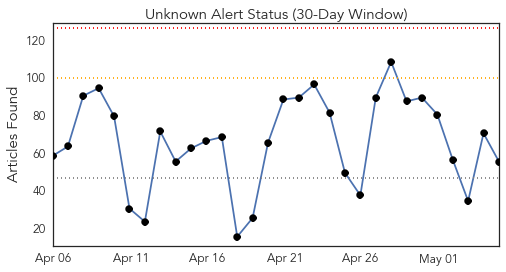 Unknown Alert Status (30-Day Window)
120
100
80
60
40
20
Articles Found
Apr 06
Apr 11
Apr 16
Apr 21
Apr 26
May 01